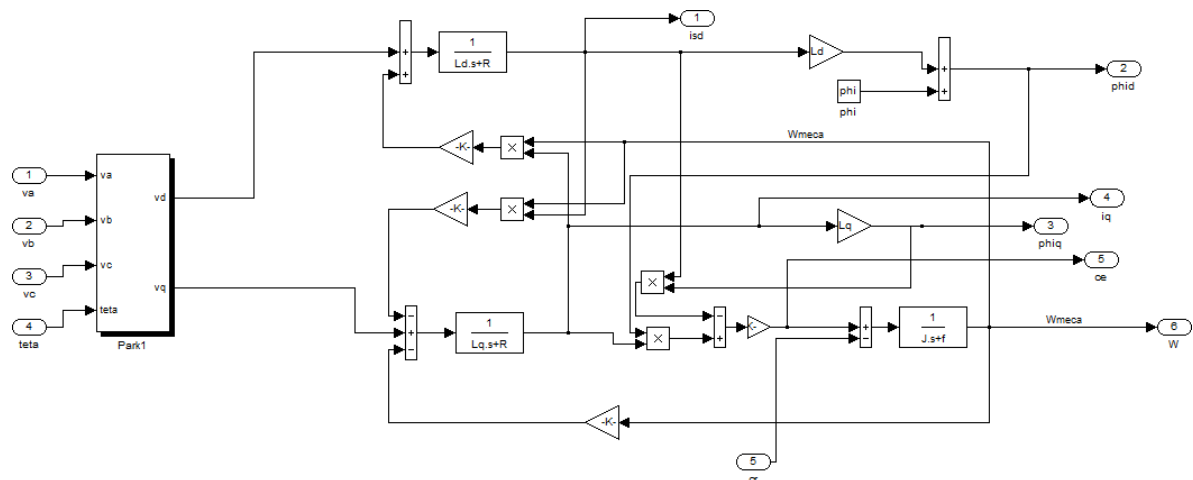 1
isd
1
Ld.s+R
Ld
phi
phi
2
phid
Wmeca
-K-
×
1
va
va
vd
2
vb
vb
3
vc
vc
vq
4
teta
teta
Park1
-K-
×
4
iq
Lq
3
phiq
×
5
ce
1
Lq.s+R
×
K-
1
J.s+f
Wmeca
6
W
-K-
5